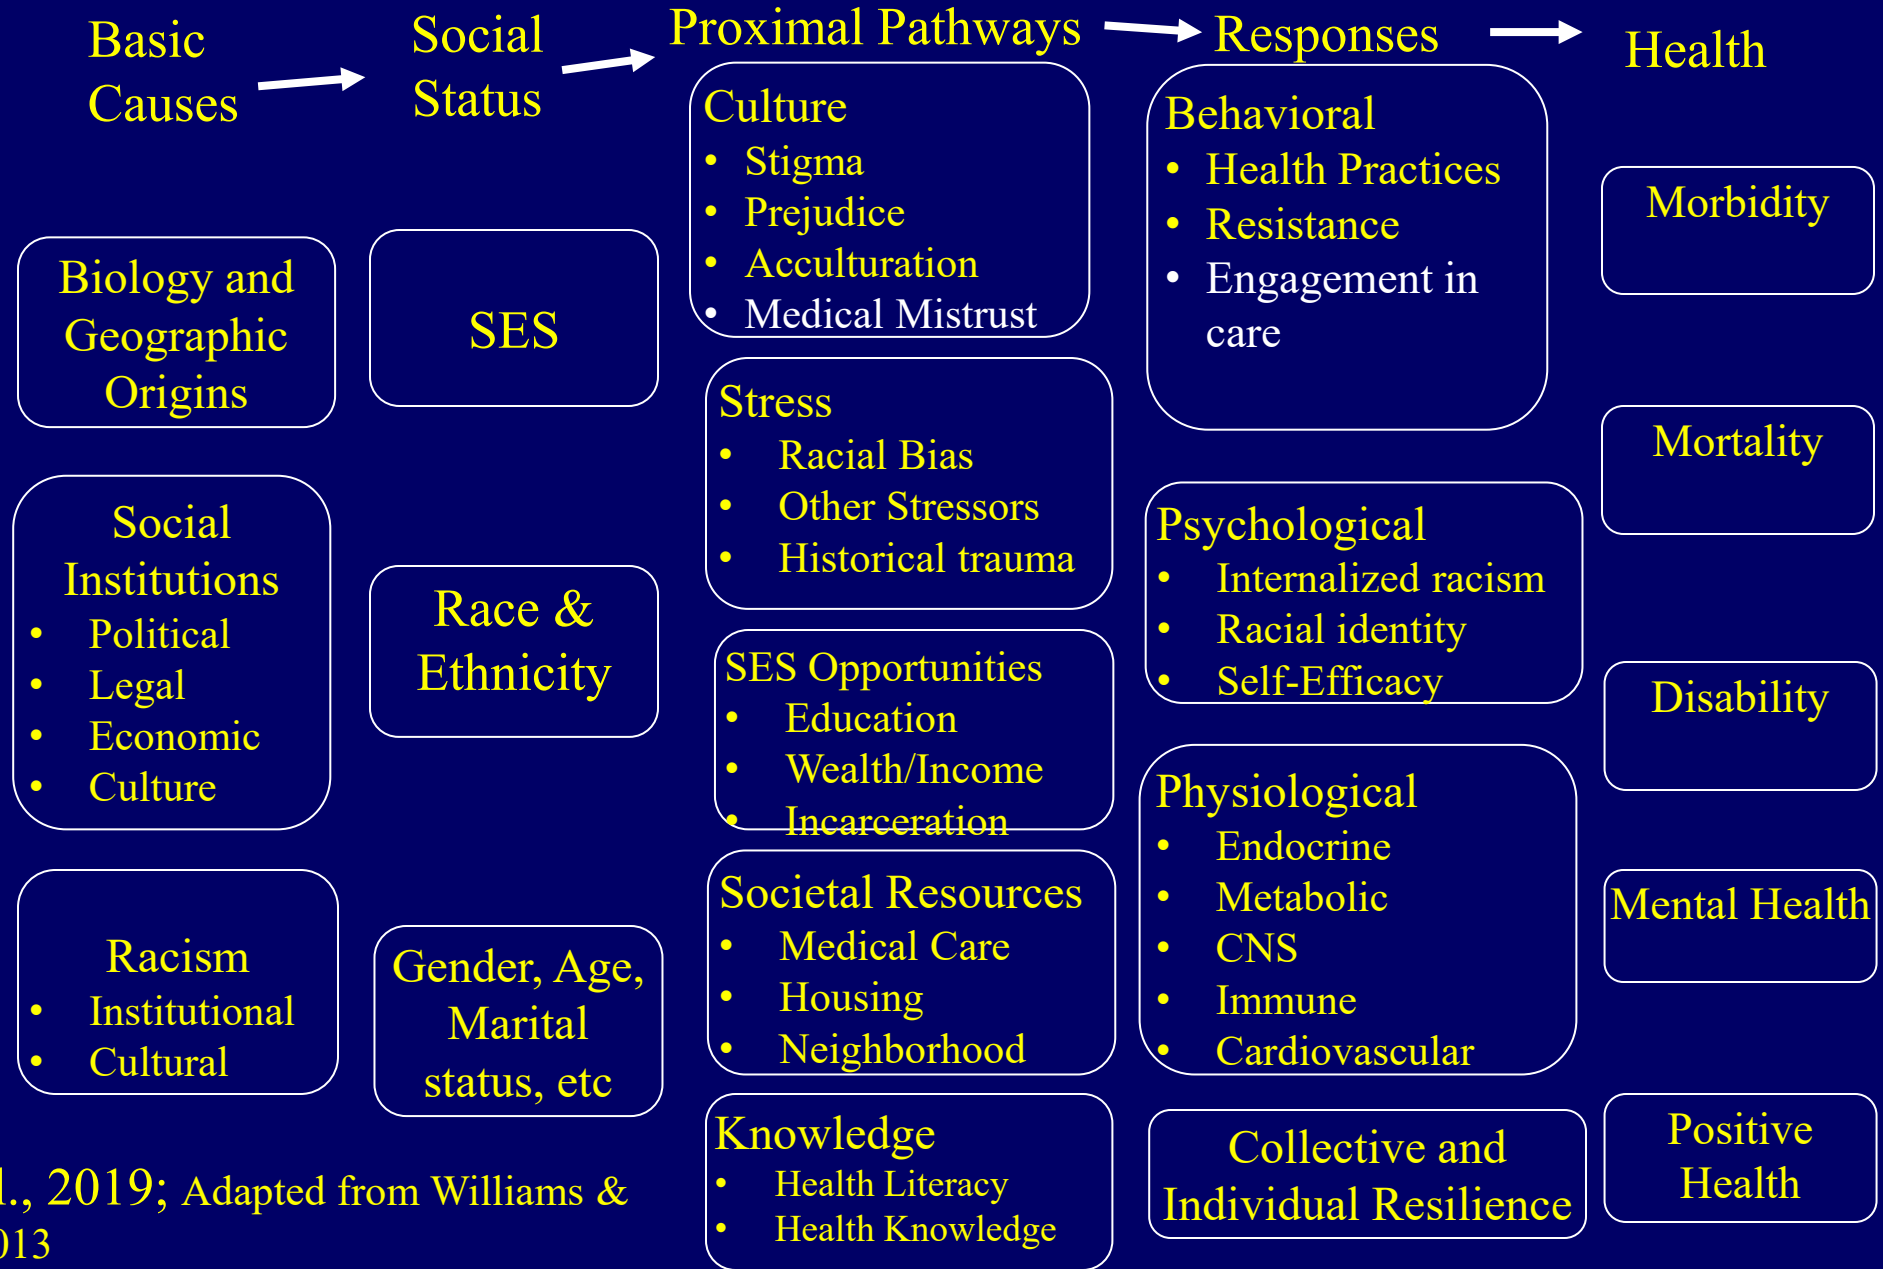 Basic
Causes
Social
Status
Proximal Pathways
Responses
Health
Biology and
Geographic
Origins
Social
Institutions
• Political
• Legal
• Economic
• Culture
Racism
• Institutional
• Cultural
SES
Race &
Ethnicity
Gender, Age,
Marital
status, etc
Culture
• Stigma
• Prejudice
• Acculturation
• Medical Mistrust
Stress
• Racial Bias
• Other Stressors
• Historical trauma
SES Opportunities
• Education
• Wealth/Income
• Incarceration
Societal Resources
• Medical Care
• Housing
• Neighborhood
Knowledge
• Health Literacy
• Health Knowledge
Behavioral
• Health Practices
• Resistance
• Engagement in
care
Psychological
• Internalized racism
• Racial identity
• Self-Efficacy
Physiological
• Endocrine
• Metabolic
• CNS
• Immune
• Cardiovascular
Collective and
Individual Resilience
Morbidity
Mortality
Disability
Mental Health
Positive
Health
l., 2019; Adapted from Williams &
013